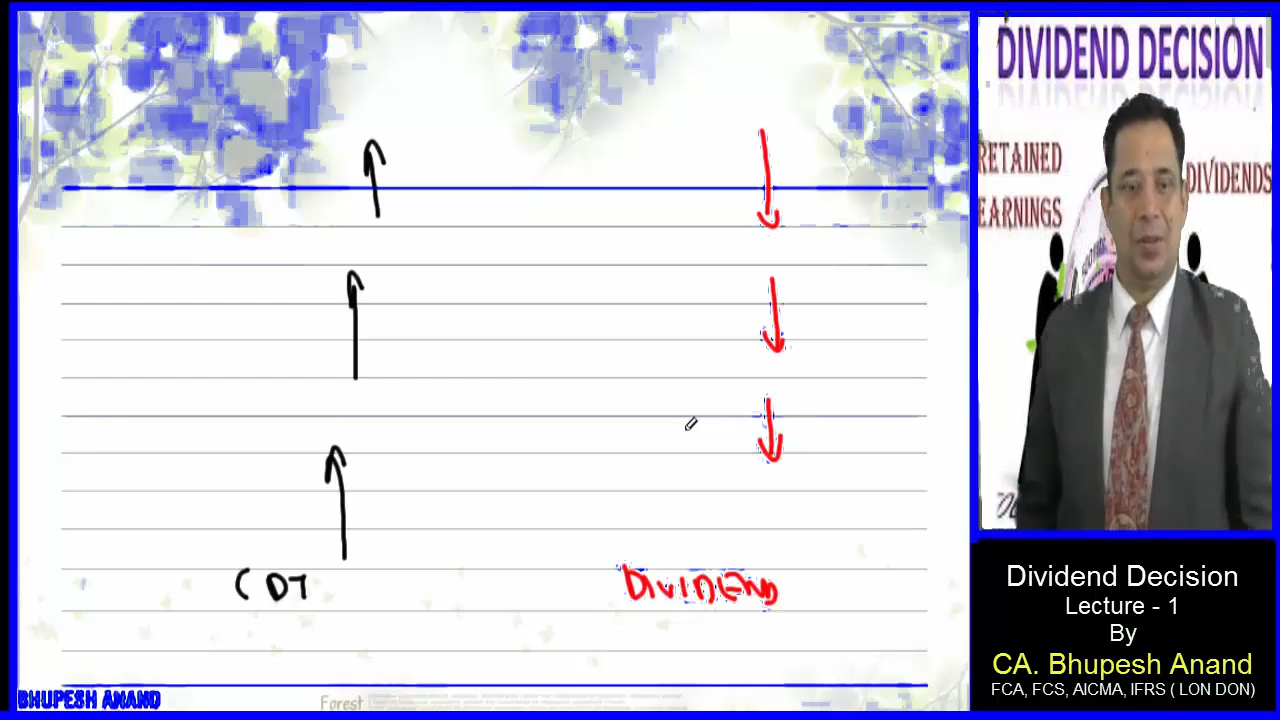 DIVIDEND DECISION
RETAINED
EARNINGS
DIVIDENDS
( DT
DIVIDEND
BHUPESH ANAND
Forest
Dividend Decision
Lecture - 1
By
CA. Bhupesh Anand
FCA, FCS, AICMA, IFRS ( LON DON)